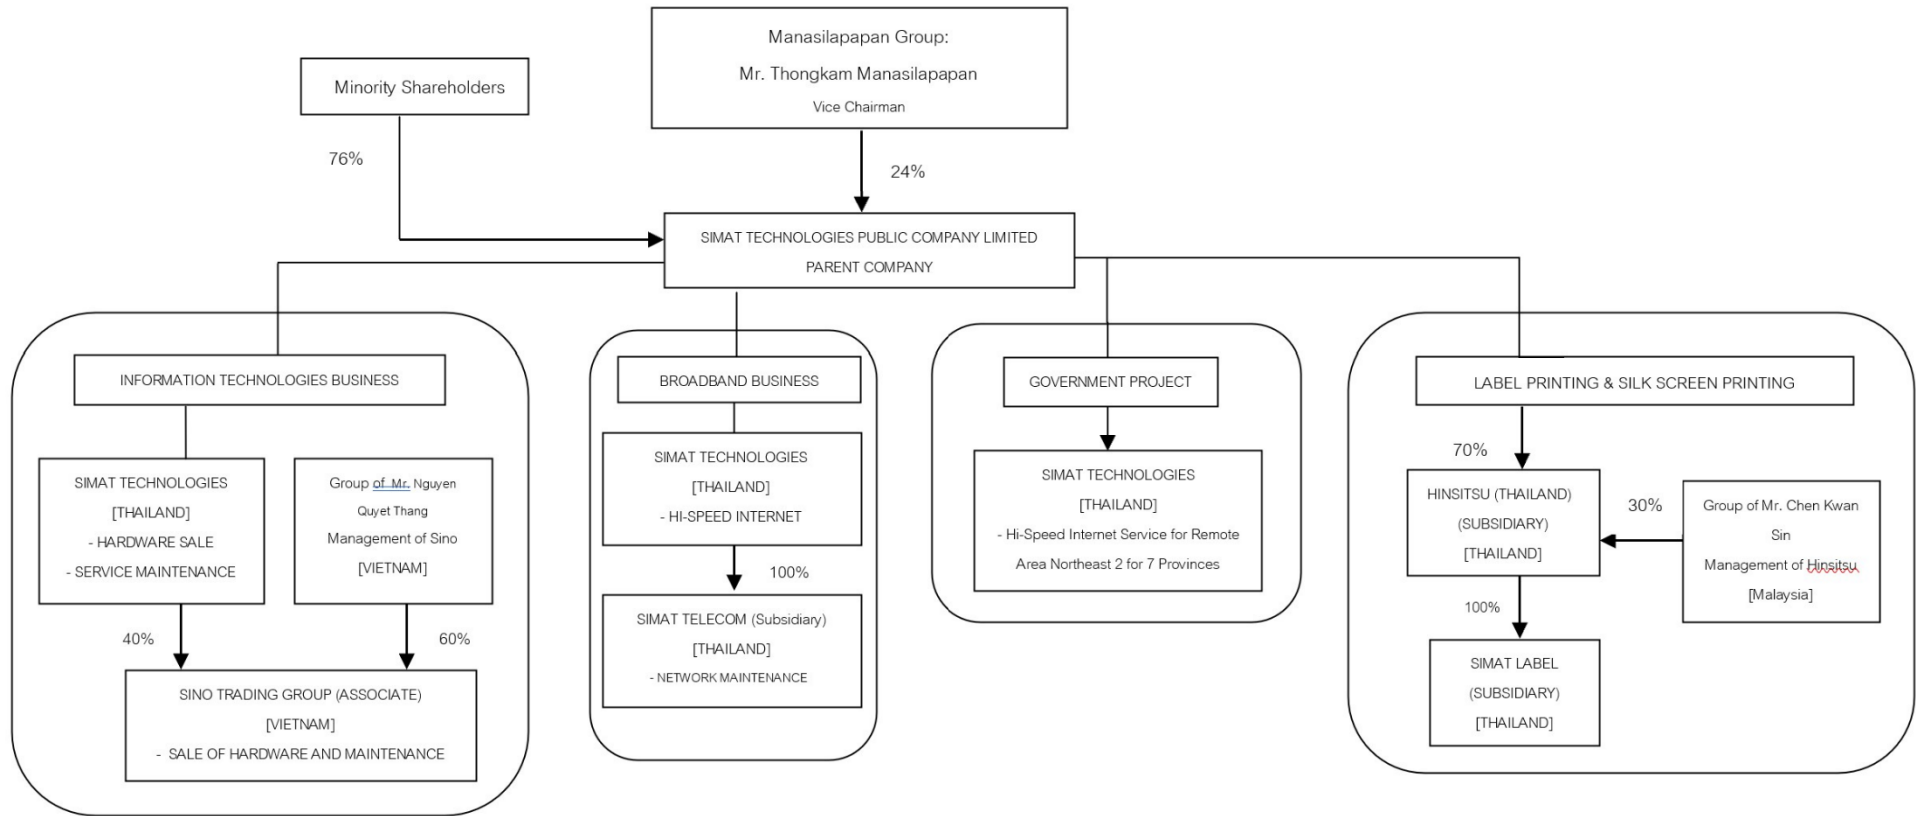 Manasilapapan Group:
Mr. Thongkam Manasilapapan
Vice Chairman
Minority Shareholders
76%
24%
SIMAT TECHNOLOGIES PUBLIC COMPANY LIMITED
PARENT COMPANY
INFORMATION TECHNOLOGIES BUSINESS
SIMAT TECHNOLOGIES
[THAILAND]
- HARDWARE SALE
- SERVICE MAINTENANCE
Group of Mr. Nguyen
Quyet Thang
Management of Sino
[VIETNAM]
40%
60%
SINO TRADING GROUP (ASSOCIATE)
[VIETNAM]
- SALE OF HARDWARE AND MAINTENANCE
BROADBAND BUSINESS
SIMAT TECHNOLOGIES
[THAILAND]
- HI-SPEED INTERNET
100%
SIMAT TELECOM (Subsidiary)
[THAILAND]
- NETWORK MAINTENANCE
GOVERNMENT PROJECT
SIMAT TECHNOLOGIES
[THAILAND]
- Hi-Speed Internet Service for Remote
Area Northeast 2 for 7 Provinces
LABEL PRINTING & SILK SCREEN PRINTING
70%
HINSITSU (THAILAND)
(SUBSIDIARY)
[THAILAND]
30%
Group of Mr. Chen Kwan
Sin
Management of Hinsitsu
[Malaysia]
100%
SIMAT LABEL
(SUBSIDIARY)
[THAILAND]